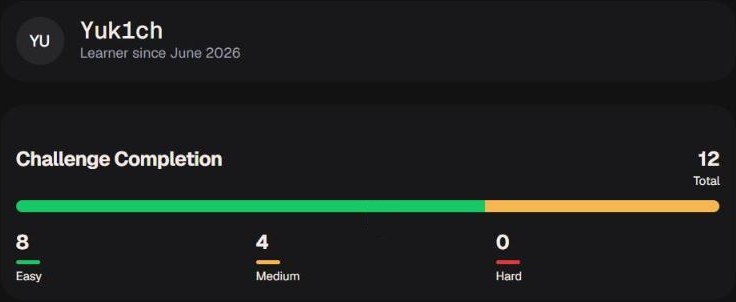 YU
Yuk1ch
Learner since June 2026
Challenge Completion
12
Total
8
4
0
Easy
Medium
Hard